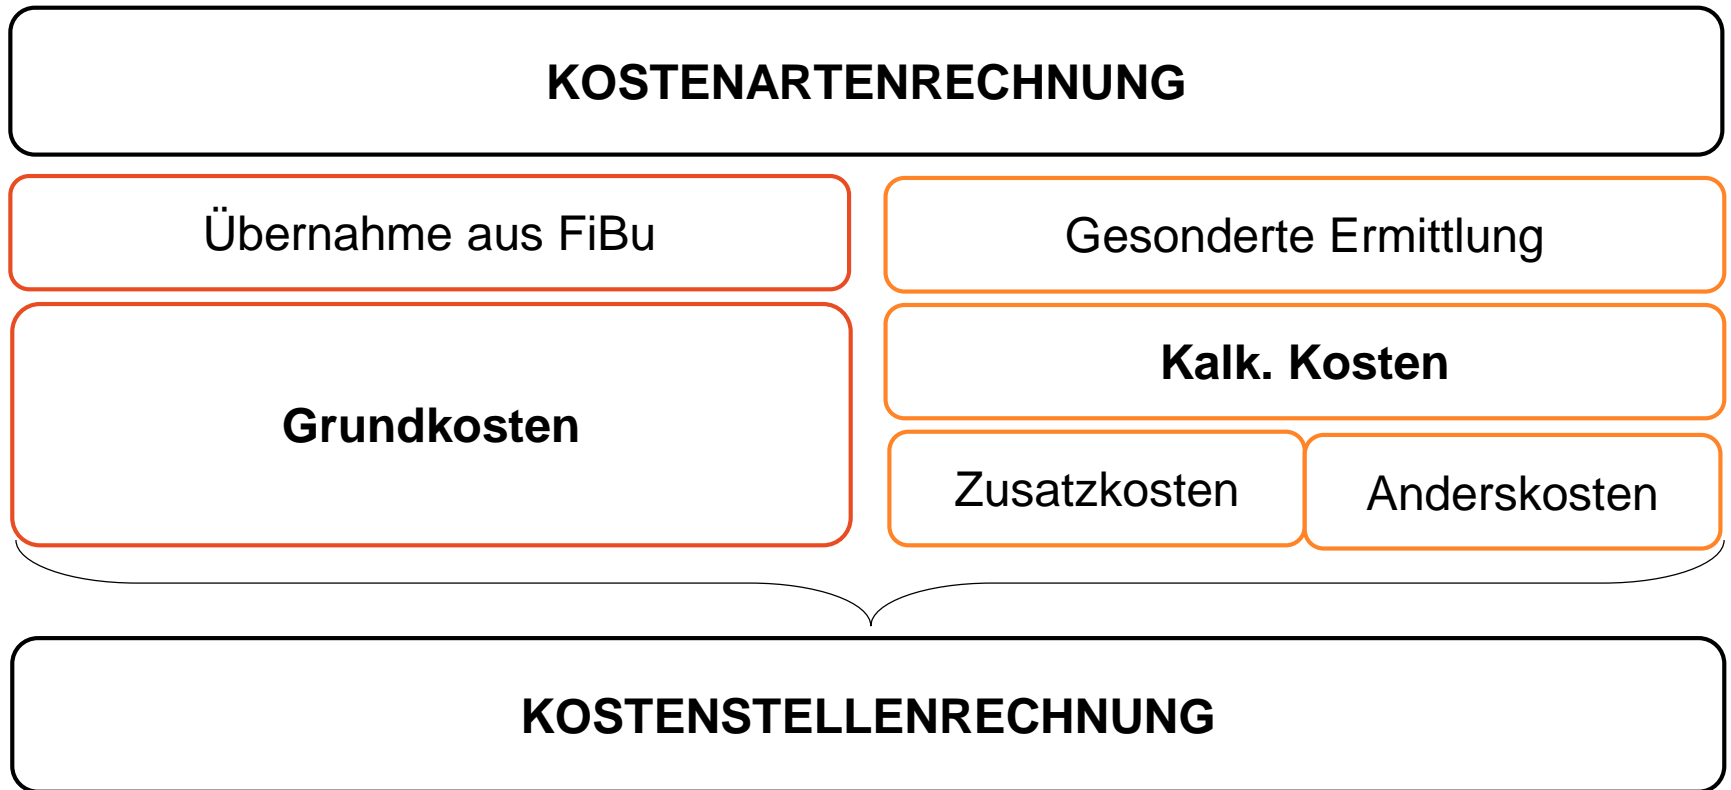 KOSTENARTENRECHNUNG
Übernahme aus FiBu
Gesonderte Ermittlung
Grundkosten
Kalk. Kosten
Zusatzkosten
Anderskosten
KOSTENSTELLENRECHNUNG